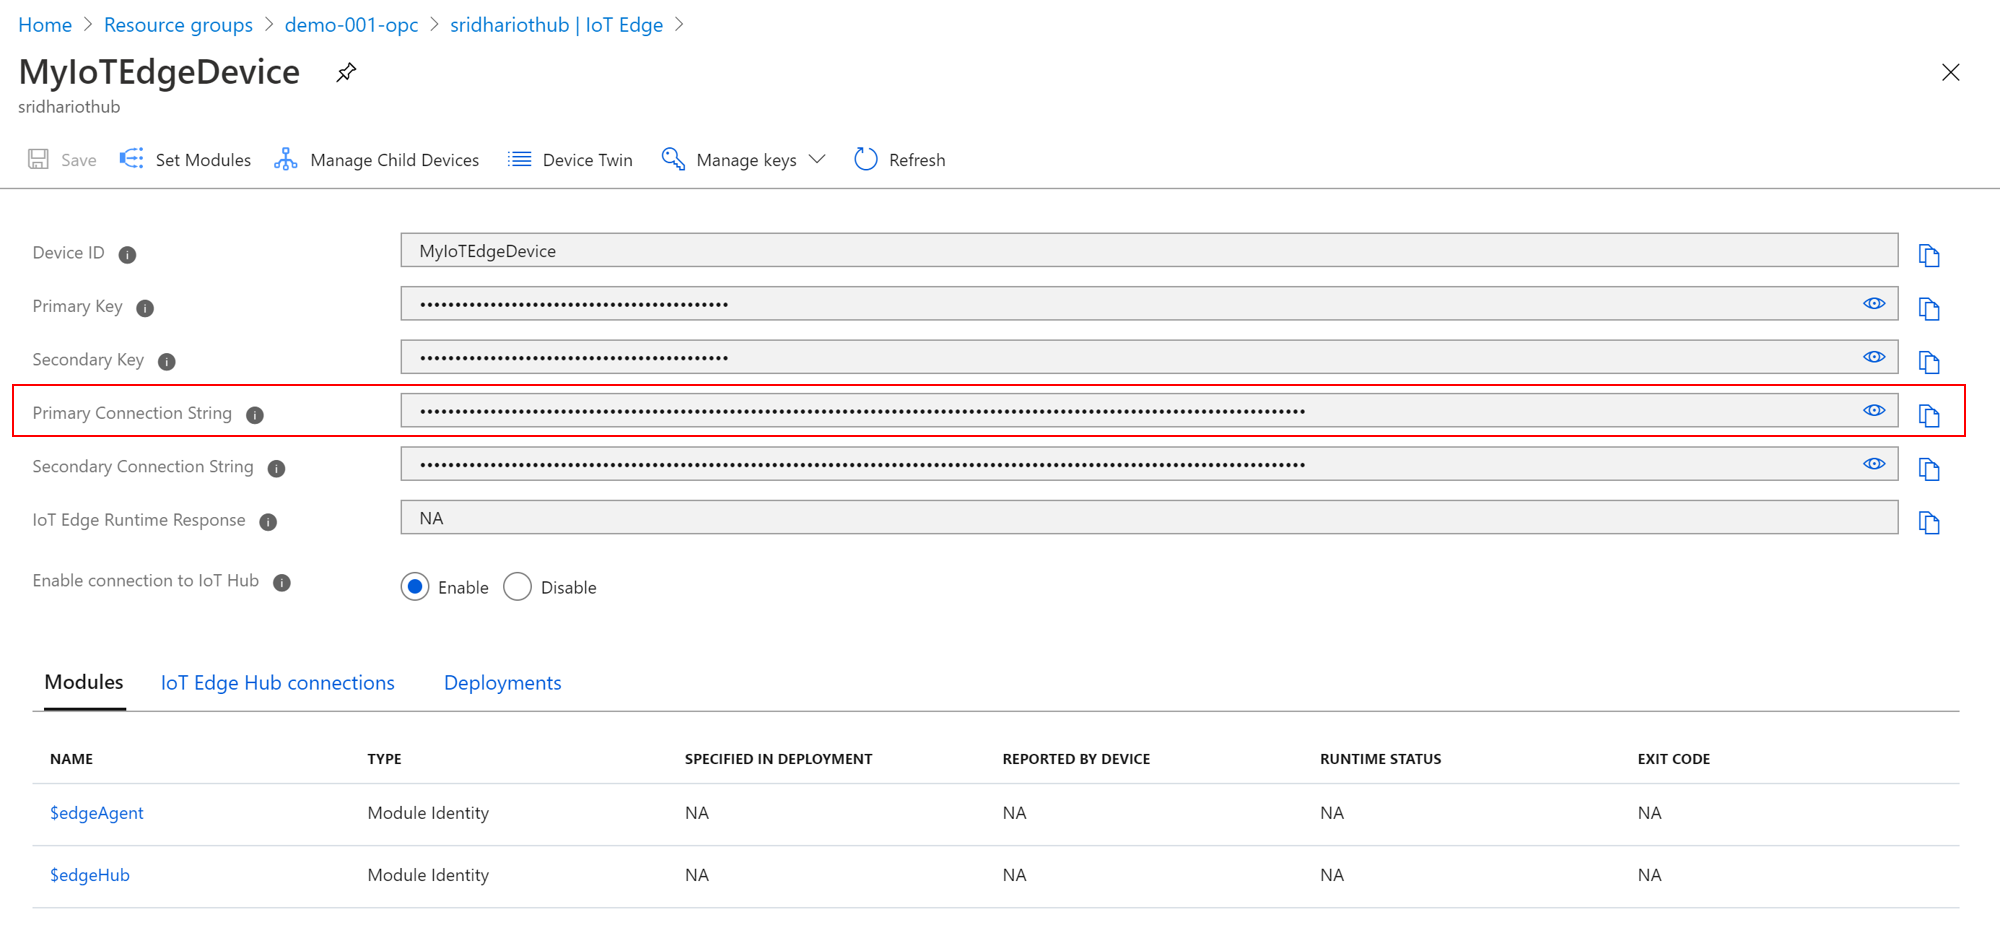 Home > Resource groups > demo-001-opc > sridhariothub | IoT Edge >
MyIoTEdgeDevice
sridhariothub
Save Set Modules Manage Child Devices Device Twin Manage keys Refresh
Device ID MyIoTEdgeDevice
Primary Key
Secondary Key
Primary Connection String
Secondary Connection String
IoT Edge Runtime Response NA
Enable connection to IoT Hub Enable Disable
Modules IoT Edge Hub connections Deployments
NAME TYPE SPECIFIED IN DEPLOYMENT REPORTED BY DEVICE RUNTIME STATUS EXIT CODE
$edgeAgent Module Identity NA NA NA NA
$edgeHub Module Identity NA NA NA NA